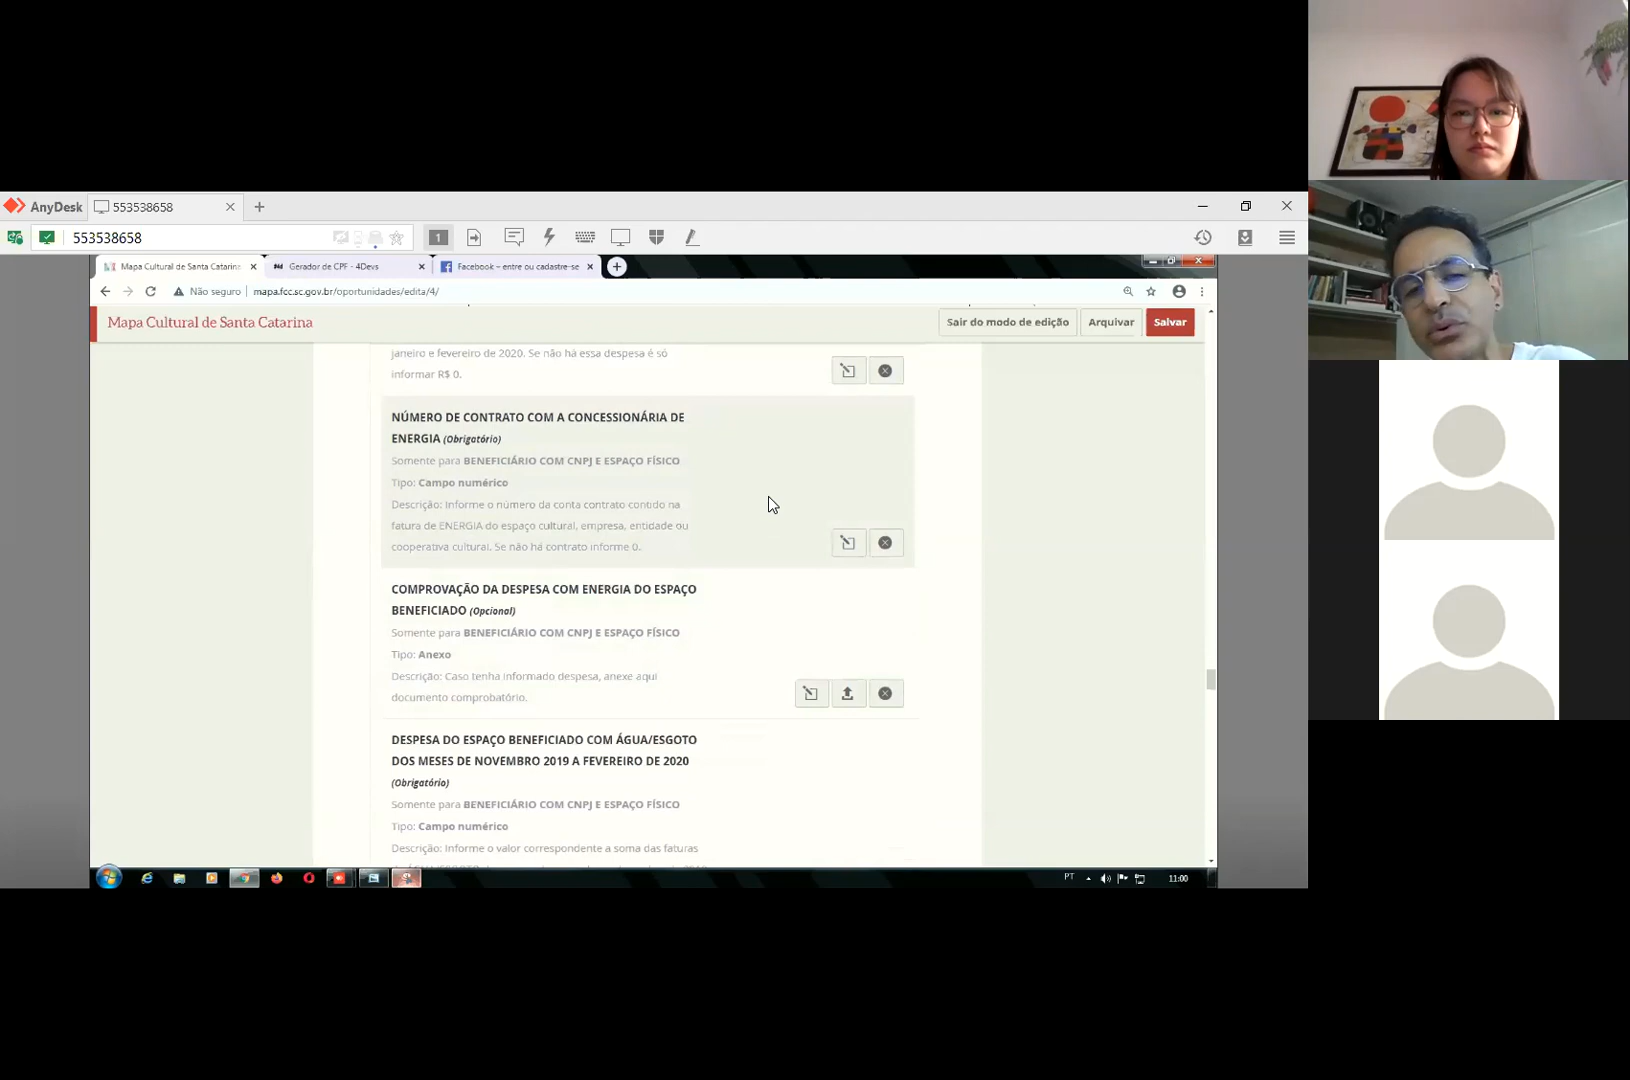 AnyDesk
553538658
553538658
1
Mapa Cultural de Santa Catarina
Gerador de CPF - 4Devs
Facebook – entre ou cadastre-se
Não seguro
mapa.fcc.sc.gov.br/oportunidades/edita/4/
Mapa Cultural de Santa Catarina
Sair do modo de edição
Arquivar
Salvar
janeiro e fevereiro de 2020. Se não há essa despesa é só
informar R$ 0.
NÚMERO DE CONTRATO COM A CONCESSIONÁRIA DE
ENERGIA (Obrigatório)
Somente para BENEFICIÁRIO COM CNPJ E ESPAÇO FÍSICO
Tipo: Campo numérico
Descrição: Informe o número da conta contrato contido na
fatura de ENERGIA do espaço cultural, empresa, entidade ou
cooperativa cultural. Se não há contrato informe 0.
COMPROVAÇÃO DA DESPESA COM ENERGIA DO ESPAÇO
BENEFICIADO (Opcional)
Somente para BENEFICIÁRIO COM CNPJ E ESPAÇO FÍSICO
Tipo: Anexo
Descrição: Caso tenha informado despesa, anexe aqui
documento comprobatório.
DESPESA DO ESPAÇO BENEFICIADO COM ÁGUA/ESGOTO
DOS MESES DE NOVEMBRO 2019 A FEVEREIRO DE 2020
(Obrigatório)
Somente para BENEFICIÁRIO COM CNPJ E ESPAÇO FÍSICO
Tipo: Campo numérico
Descrição: Informe o valor correspondente a soma das faturas
PT
11:00